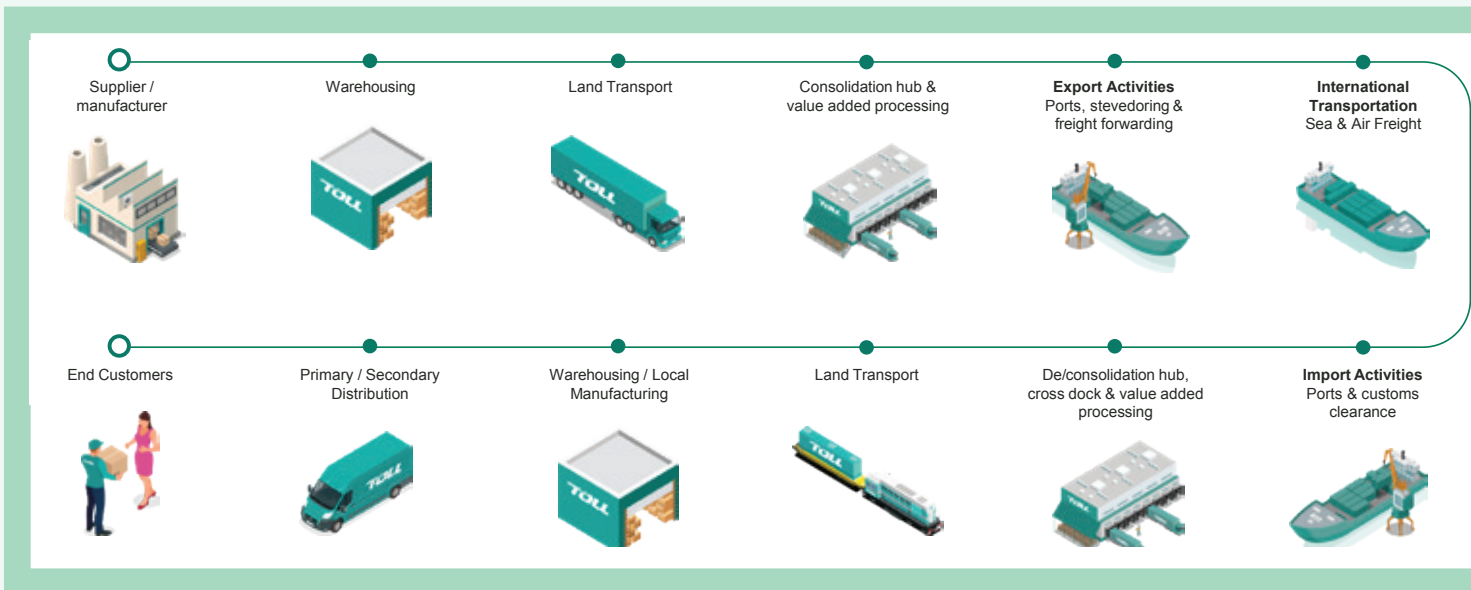 Supplier /
manufacturer
Warehousing
Land Transport
Consolidation hub &
value added processing
Export Activities
Ports, stevedoring &
freight forwarding
International
Transportation
Sea & Air Freight
TOLL
TOLL
TOLL
End Customers
Primary / Secondary
Distribution
Warehousing / Local
Manufacturing
Land Transport
De/consolidation hub,
cross dock & value added
processing
Import Activities
Ports & customs
clearance
TOLL
TOLL
TOLL
TOLL